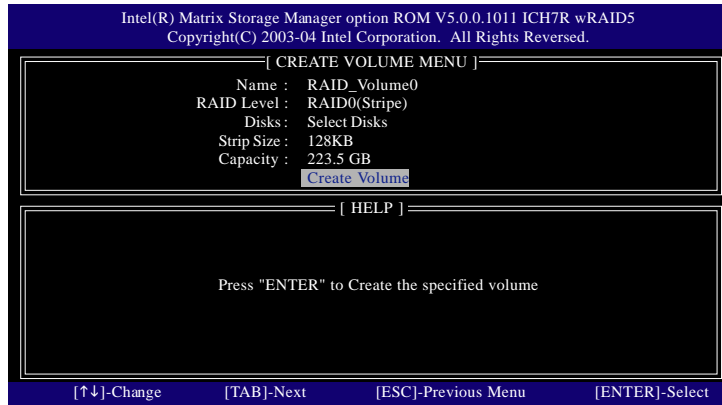 Intel(R) Matrix Storage Manager option ROM V5.0.0.1011 ICH7R wRAID5
Copyright(C) 2003-04 Intel Corporation. All Rights Reversed.
[ CREATE VOLUME MENU ]
Name : RAID_Volume0
RAID Level : RAID0(Stripe)
Disks : Select Disks
Strip Size : 128KB
Capacity : 223.5 GB
Create Volume
[ HELP ]
Press "ENTER" to Create the specified volume
[↑↓]-Change [TAB]-Next [ESC]-Previous Menu [ENTER]-Select